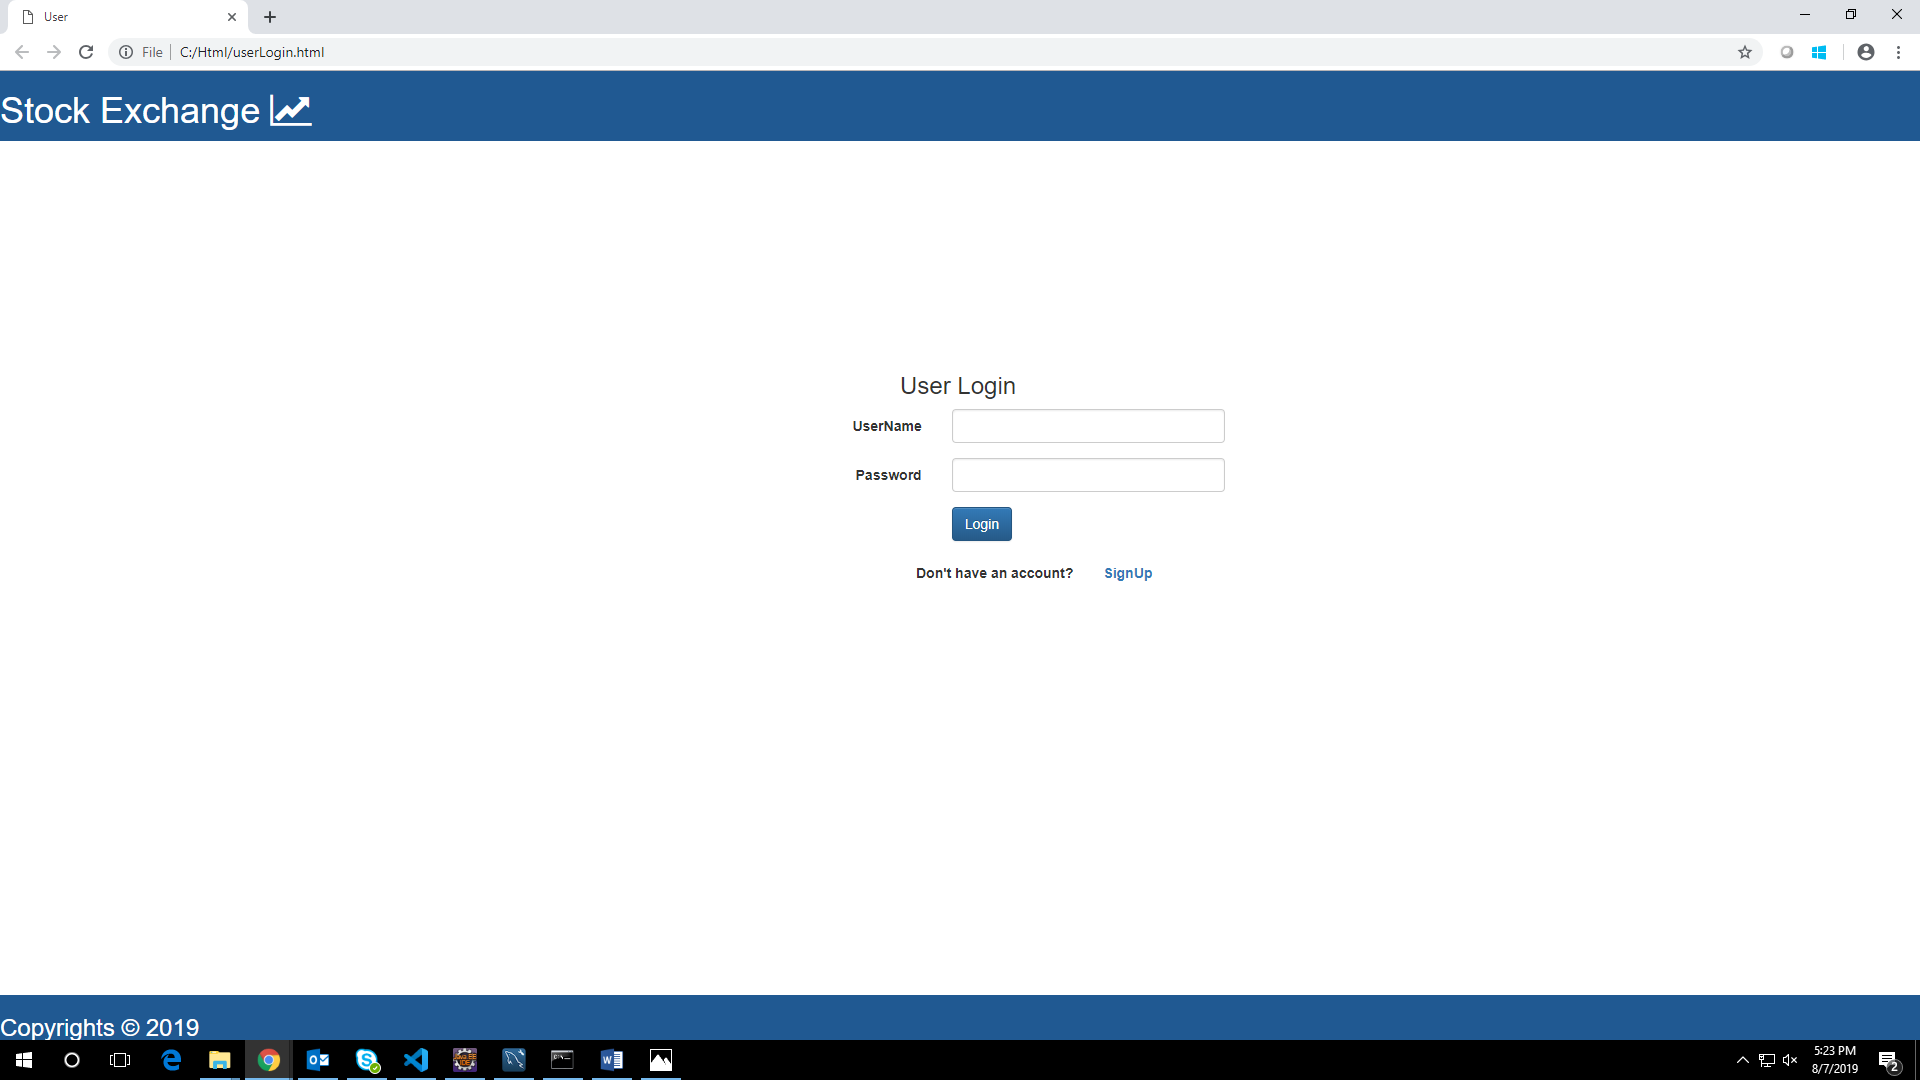 User
File C:/Html/userLogin.html
Stock Exchange
User Login
UserName
Password
Login
Don't have an account? SignUp
Copyrights © 2019
5:23 PM
8/7/2019
2